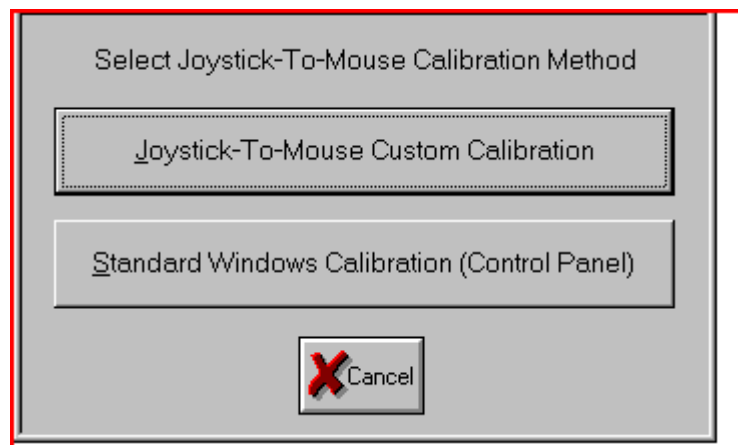 Select Joystick-To-Mouse Calibration Method
Joystick-To-Mouse Custom Calibration
Standard Windows Calibration (Control Panel)
Cancel